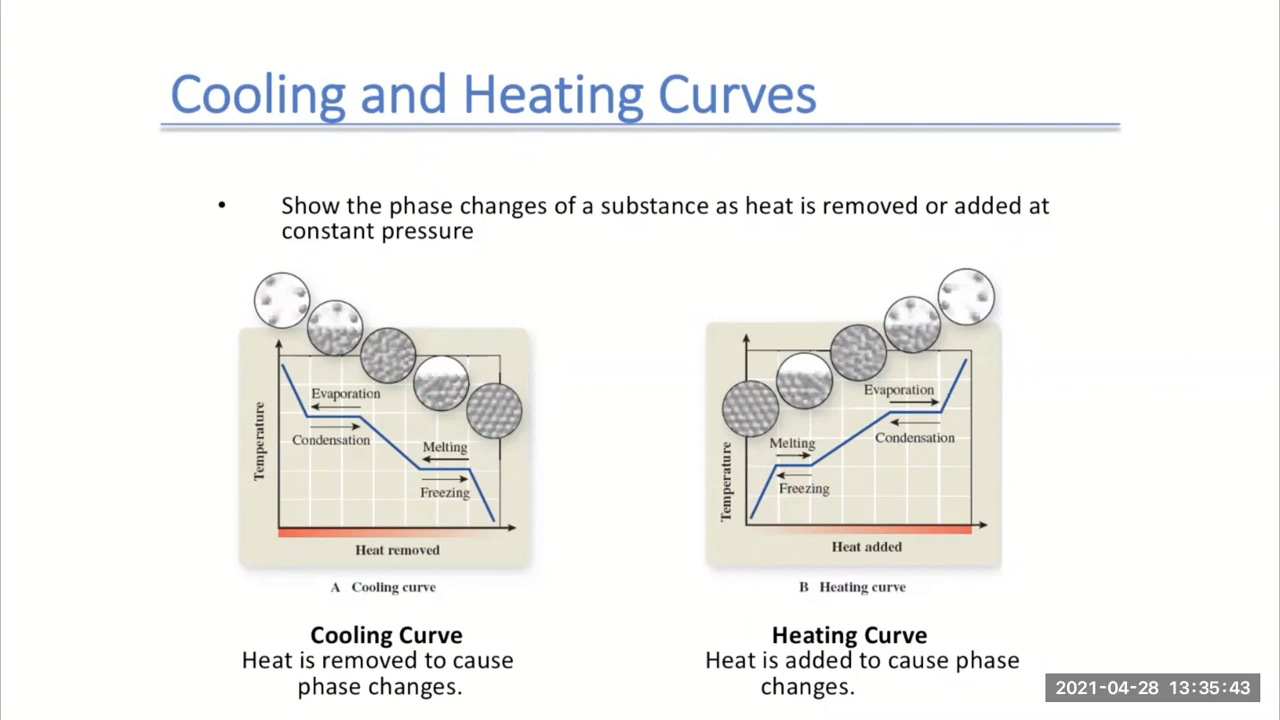 Cooling and Heating Curves
• Show the phase changes of a substance as heat is removed or added at
constant pressure
Temperature
Evaporation
Condensation
Melting
Freezing
Heat removed
A Cooling curve
Temperature
Evaporation
Condensation
Melting
Freezing
Heat added
B Heating curve
Cooling Curve
Heat is removed to cause
phase changes.
Heating Curve
Heat is added to cause phase
changes.
2021-04-28 13:35:43